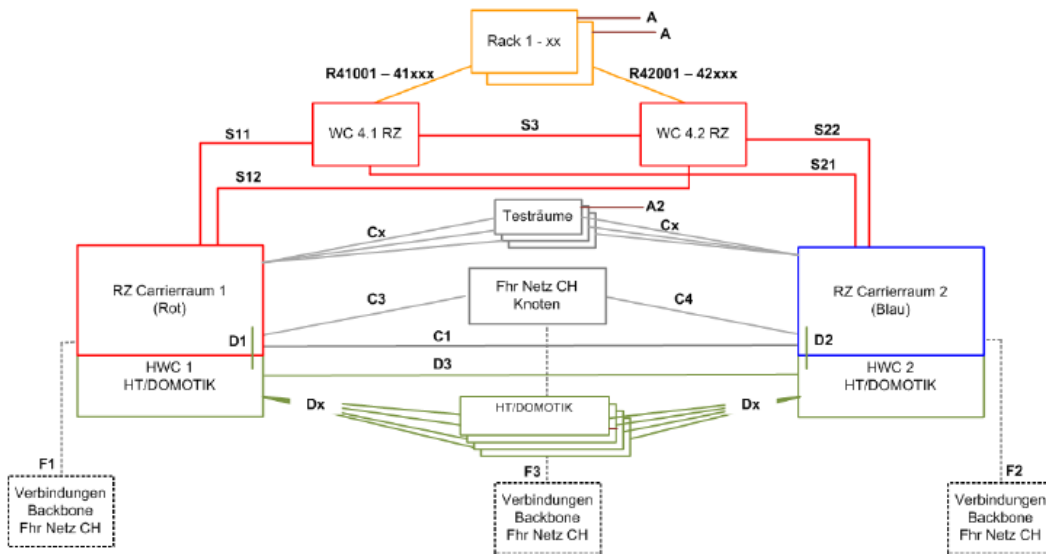 A
Rack 1 - xx
A
R41001 – 41xxx
R42001 – 42xxx
WC 4.1 RZ
S3
WC 4.2 RZ
S11
S22
S12
S21
Testräume
A2
Cx
Cx
RZ Carrierraum 1
(Rot)
Fhr Netz CH
Knoten
RZ Carrierraum 2
(Blau)
C3
C4
D1
C1
D2
HWC 1
HT/DOMOTIK
D3
HWC 2
HT/DOMOTIK
Dx
HT/DOMOTIK
Dx
F1
F3
F2
Verbindungen
Backbone
Fhr Netz CH
Verbindungen
Backbone
Fhr Netz CH
Verbindungen
Backbone
Fhr Netz CH